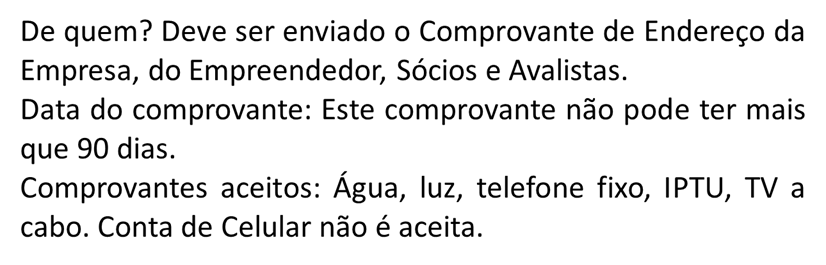 De quem? Deve ser enviado o Comprovante de Endereço da
Empresa, do Empreendedor, Sócios e Avalistas.
Data do comprovante: Este comprovante não pode ter mais
que 90 dias.
Comprovantes aceitos: Água, luz, telefone fixo, IPTU, TV a
cabo. Conta de Celular não é aceita.